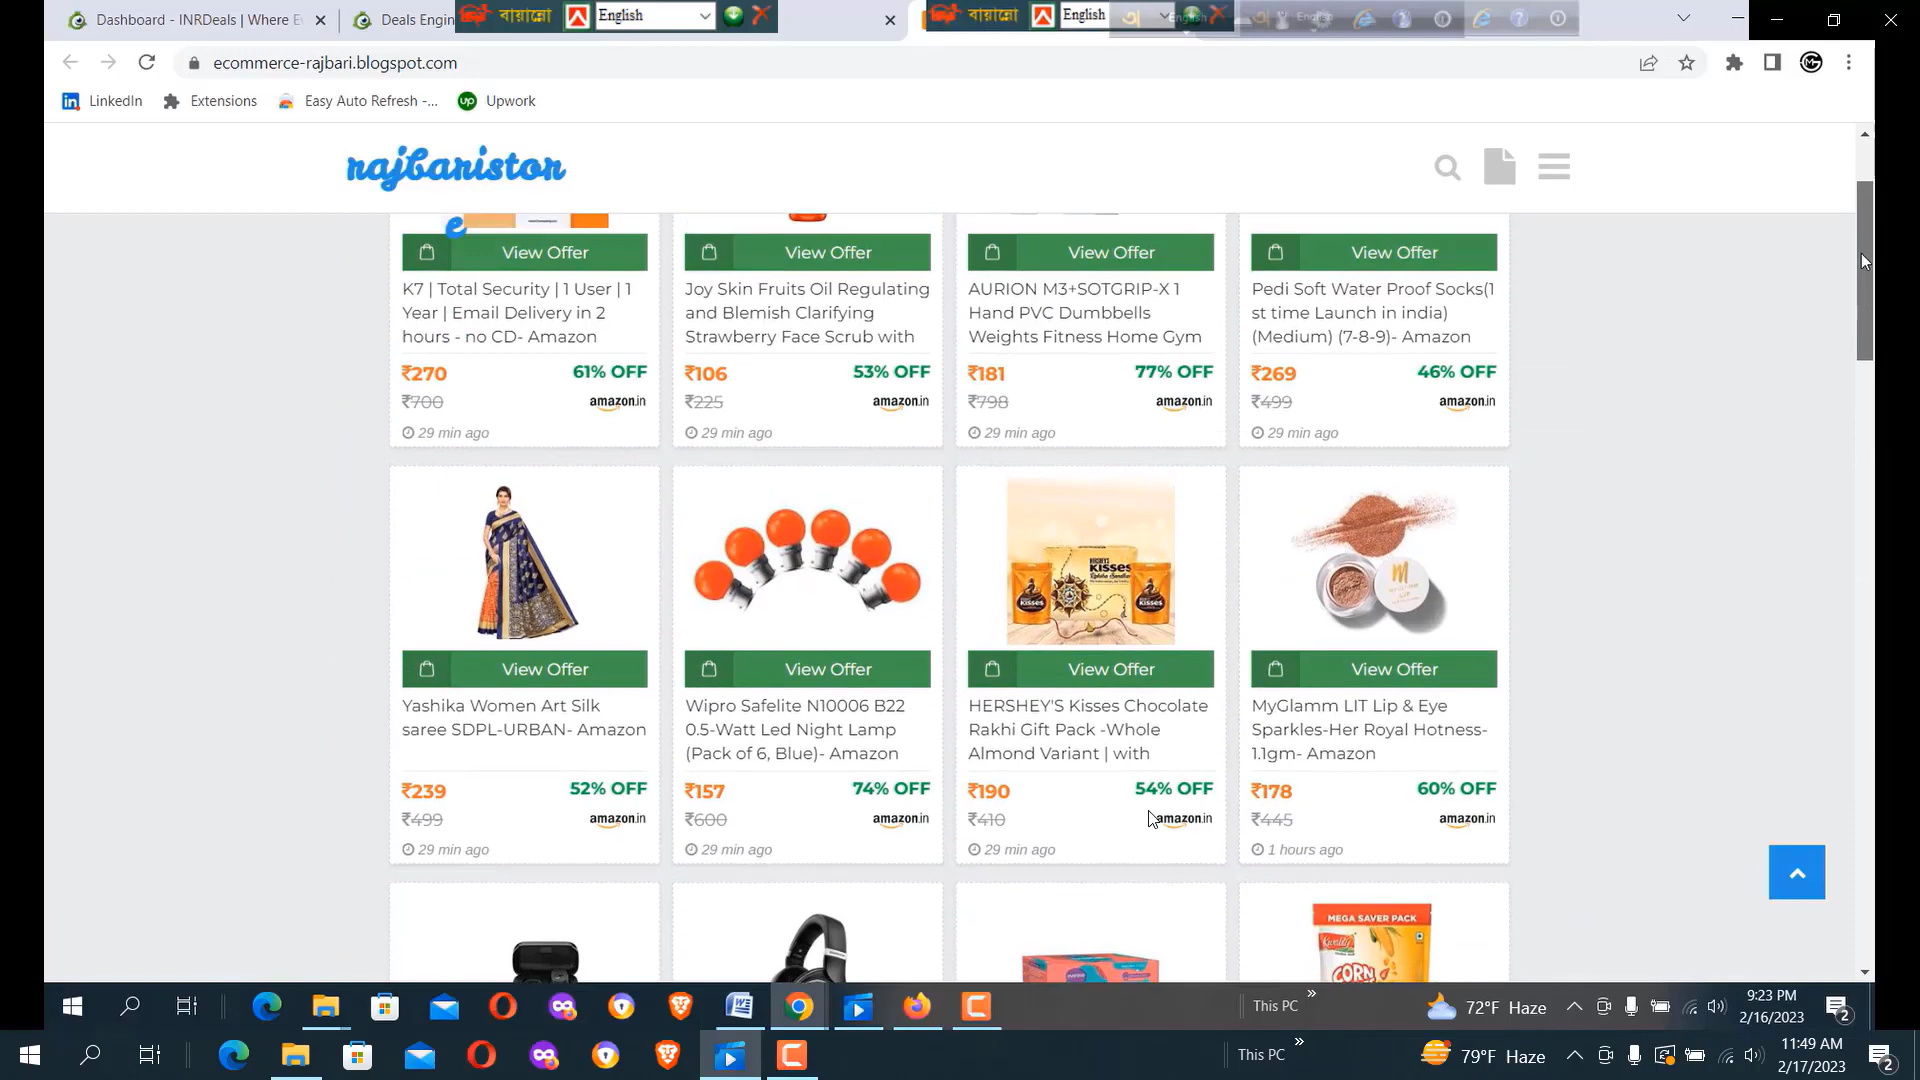 Dashboard - INRDeals | Where E
Deals Engin
বায়ান্নো
English
বায়ান্নো
English
ecommerce-rajbari.blogspot.com
LinkedIn
Extensions
Easy Auto Refresh -...
Upwork
rajbaristor
View Offer
View Offer
View Offer
View Offer
K7 | Total Security | 1 User | 1
Year | Email Delivery in 2
hours - no CD- Amazon
Joy Skin Fruits Oil Regulating
and Blemish Clarifying
Strawberry Face Scrub with
AURION M3+SOTGRIP-X 1
Hand PVC Dumbbells
Weights Fitness Home Gym
Pedi Soft Water Proof Socks(1
st time Launch in india)
(Medium) (7-8-9)- Amazon
₹270 61% OFF
₹700 amazon.in
29 min ago
₹106 53% OFF
₹225 amazon.in
29 min ago
₹181 77% OFF
₹798 amazon.in
29 min ago
₹269 46% OFF
₹499 amazon.in
29 min ago
HERSHEY'S
KISSES
KISSES
KISSES
View Offer
View Offer
View Offer
View Offer
Yashika Women Art Silk
saree SDPL-URBAN- Amazon
Wipro Safelite N10006 B22
0.5-Watt Led Night Lamp
(Pack of 6, Blue)- Amazon
HERSHEY'S Kisses Chocolate
Rakhi Gift Pack -Whole
Almond Variant | with
MyGlamm LIT Lip & Eye
Sparkles-Her Royal Hotness-
1.1gm- Amazon
₹239 52% OFF
₹499 amazon.in
29 min ago
₹157 74% OFF
₹600 amazon.in
29 min ago
₹190 54% OFF
₹410 amazon.in
29 min ago
₹178 60% OFF
₹445 amazon.in
1 hours ago
MEGA SAVER PACK
Kwality
CORN
This PC
72°F Haze
9:23 PM
2/16/2023
2
This PC
79°F Haze
11:49 AM
2/17/2023
2